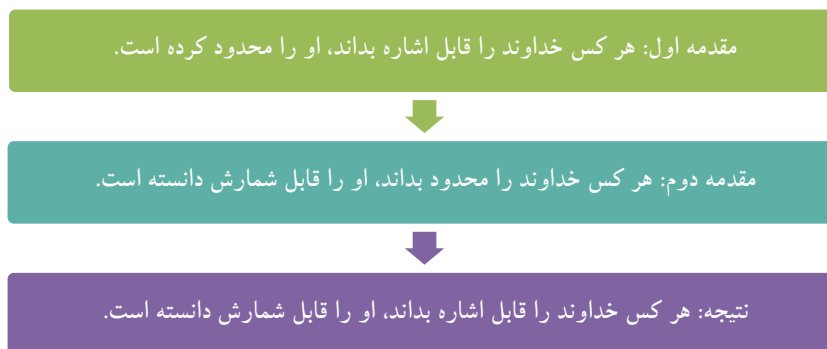 مقدمه اول: هر کس خداوند را قابل اشاره بداند، او را محدود کرده است.
مقدمه دوم: هر کس خداوند را محدود بداند، او را قابل شمارش دانسته است.
نتیجه: هر کس خداوند را قابل اشاره بداند، او را قابل شمارش دانسته است.